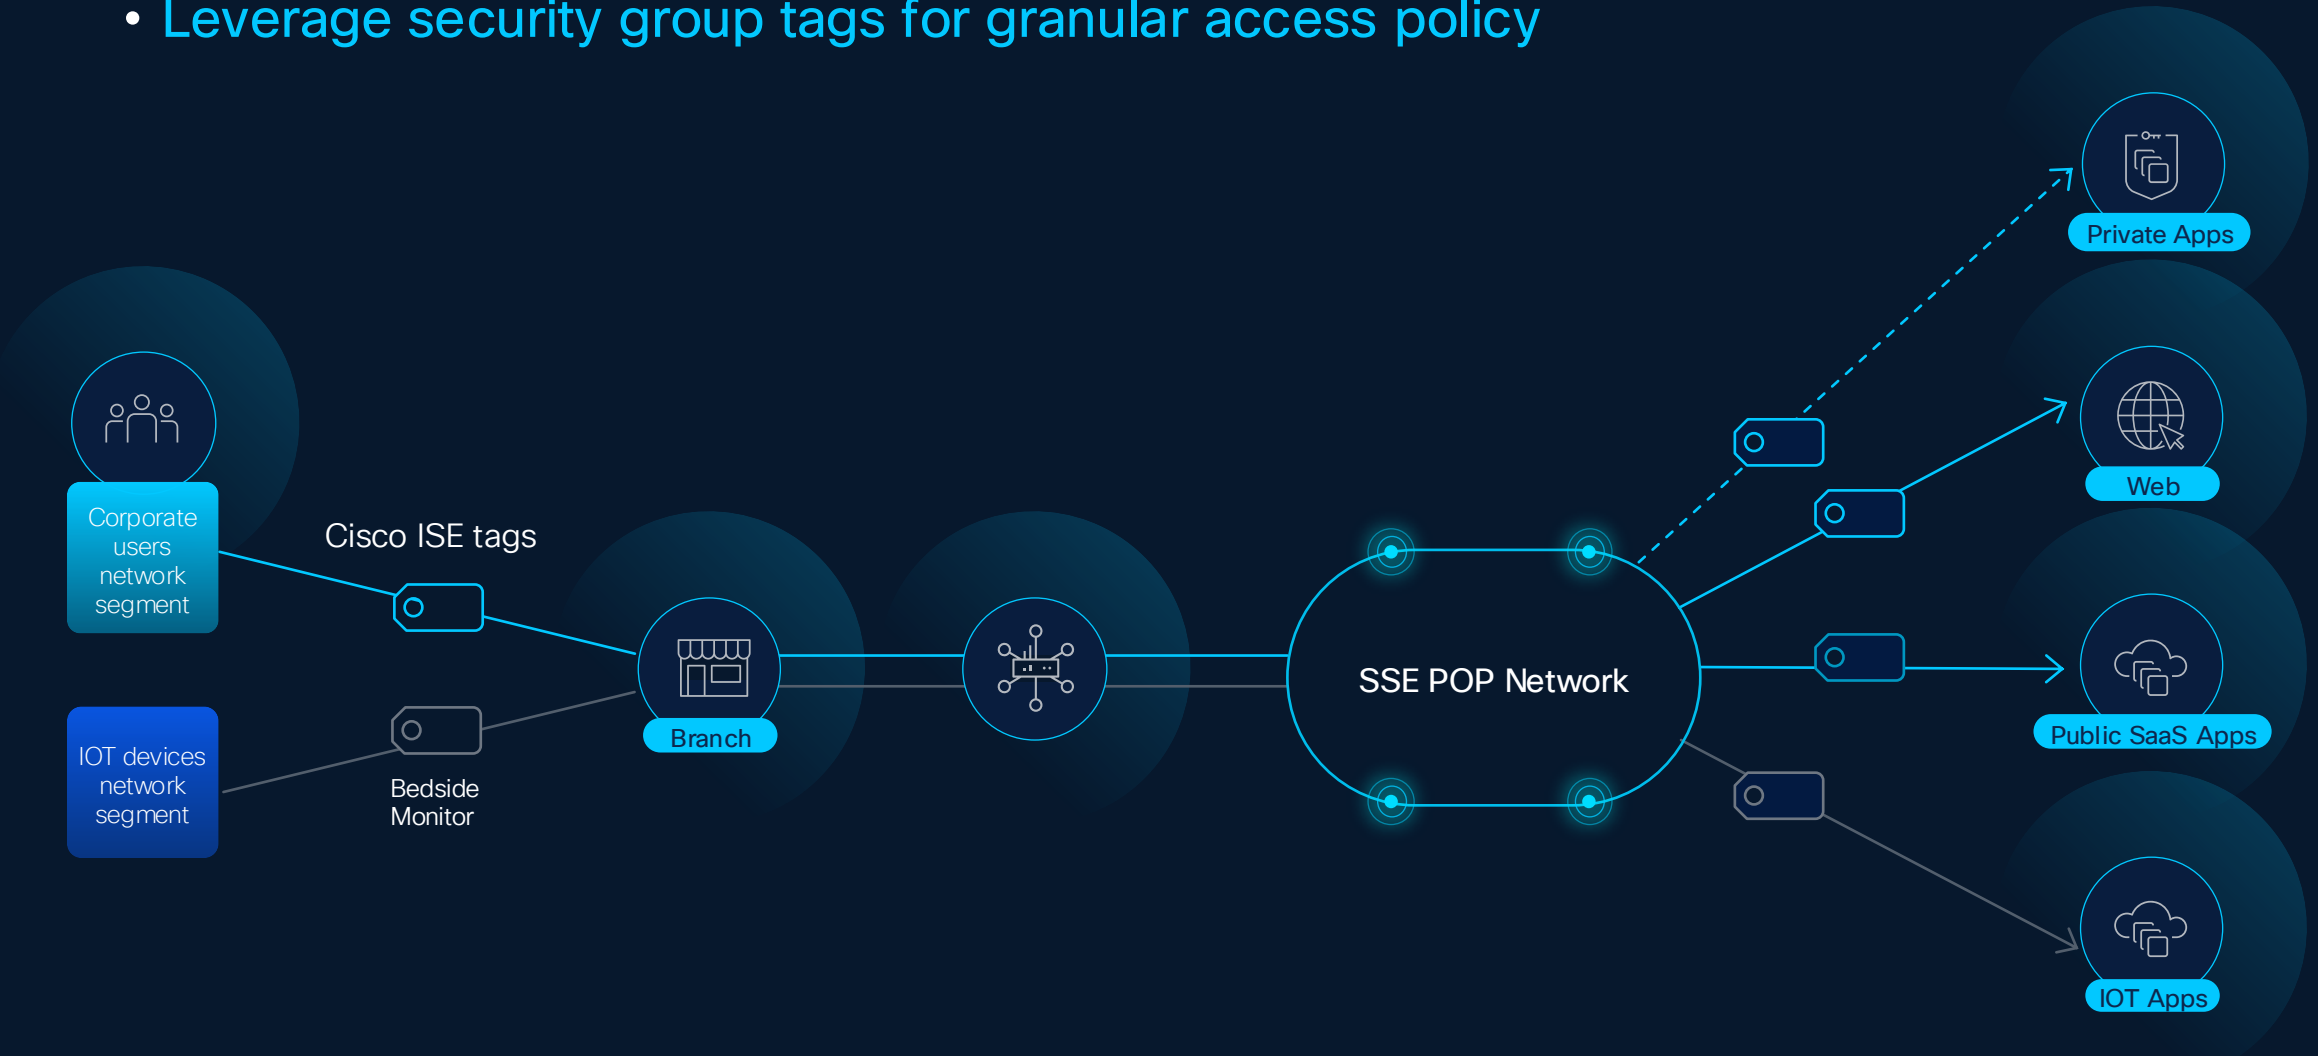 • Leverage security group tags for granular access policy
Private Apps
Web
Corporate
users
network
segment
Cisco ISE tags
SSE POP Network
Branch
Public SaaS Apps
IOT devices
network
segment
Bedside
Monitor
IOT Apps